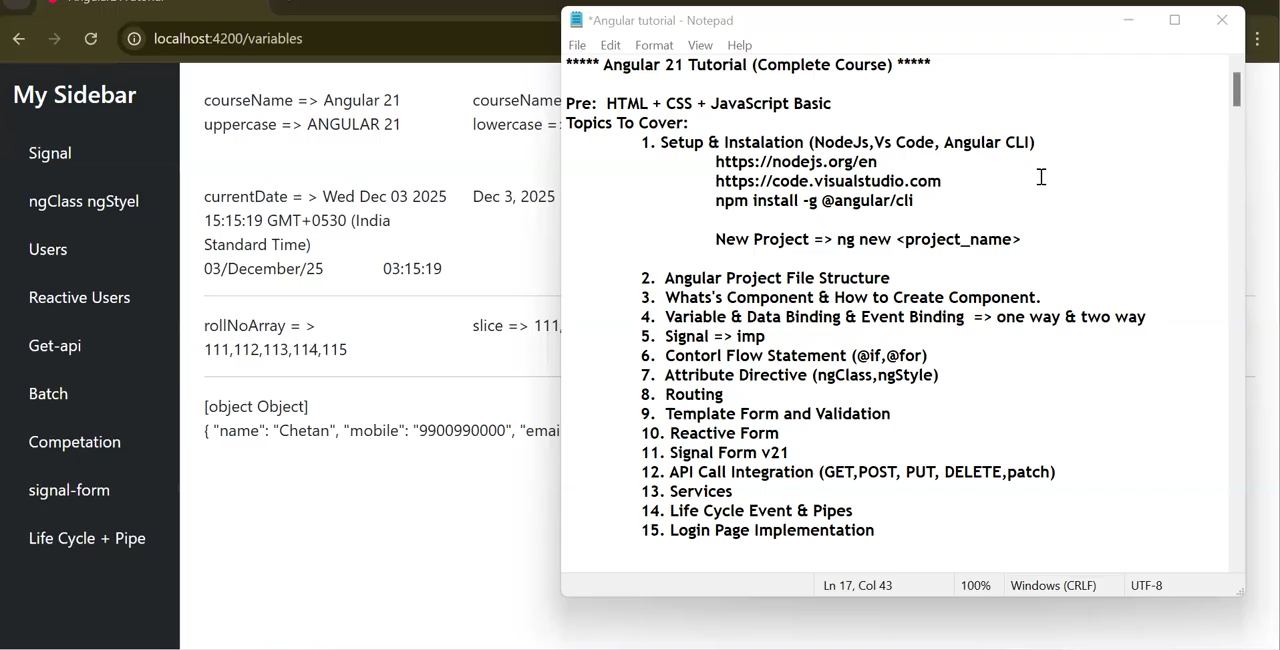 localhost:4200/variables
My Sidebar
Signal
ngClass ngStyel
Users
Reactive Users
Get-api
Batch
Competation
signal-form
Life Cycle + Pipe
courseName => Angular 21
courseName
uppercase => ANGULAR 21
lowercase =
currentDate = > Wed Dec 03 2025
15:15:19 GMT+0530 (India
Standard Time)
Dec 3, 2025
03/December/25 03:15:19
rollNoArray = >
111,112,113,114,115
slice => 111,
[object Object]
{ "name": "Chetan", "mobile": "9900990000", "emai
*Angular tutorial - Notepad
File Edit Format View Help
***** Angular 21 Tutorial (Complete Course) *****
Pre: HTML + CSS + JavaScript Basic
Topics To Cover:
1. Setup & Instalation (NodeJs,Vs Code, Angular CLI)
https://nodejs.org/en
https://code.visualstudio.com
npm install -g @angular/cli
New Project => ng new <project_name>
2. Angular Project File Structure
3. Whats's Component & How to Create Component.
4. Variable & Data Binding & Event Binding => one way & two way
5. Signal => imp
6. Contorl Flow Statement (@if,@for)
7. Attribute Directive (ngClass,ngStyle)
8. Routing
9. Template Form and Validation
10. Reactive Form
11. Signal Form v21
12. API Call Integration (GET,POST, PUT, DELETE,patch)
13. Services
14. Life Cycle Event & Pipes
15. Login Page Implementation
Ln 17, Col 43 100% Windows (CRLF) UTF-8